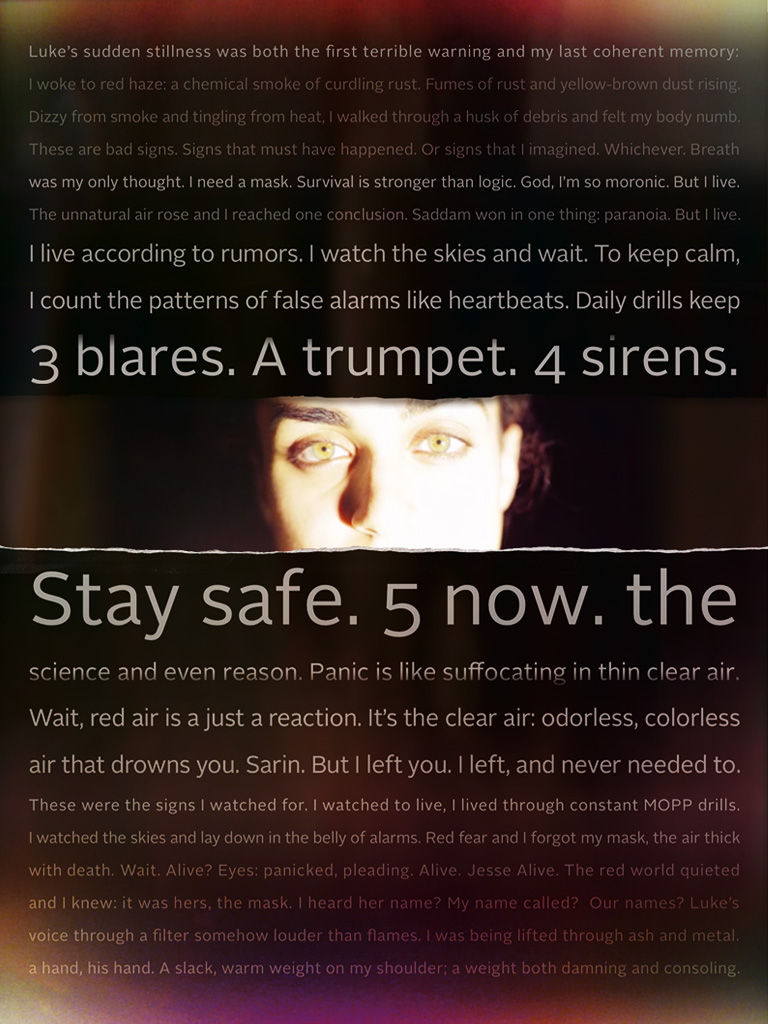 Luke's sudden stillness was both the first terrible warning and my last coherent memory:
I woke to red haze: a chemical smoke of curdling rust. Fumes of rust and yellow-brown dust rising.
Dizzy from smoke and tingling from heat, I walked through a husk of debris and felt my body numb.
These are bad signs. Signs that must have happened. Or signs that I imagined. Whichever. Breath
was my only thought. I need a mask. Survival is stronger than logic. God, I'm so moronic. But I live.
The unnatural air rose and I reached one conclusion. Saddam won in one thing: paranoia. But I live.
I live according to rumors. I watch the skies and wait. To keep calm,
I count the patterns of false alarms like heartbeats. Daily drills keep
3 blares. A trumpet. 4 sirens.
Stay safe. 5 now. the
science and even reason. Panic is like suffocating in thin clear air.
Wait, red air is a just a reaction. It's the clear air: odorless, colorless
air that drowns you. Sarin. But I left you. I left, and never needed to.
These were the signs I watched for. I watched to live, I lived through constant MOPP drills.
I watched the skies and lay down in the belly of alarms. Red fear and I forgot my mask, the air thick
with death. Wait. Alive? Eyes: panicked, pleading. Alive. Jesse Alive. The red world quieted
and I knew: it was hers, the mask. I heard her name? My name called? Our names? Luke's
voice through a filter somehow louder than flames. I was being lifted through ash and metal.
a hand, his hand. A slack, warm weight on my shoulder; a weight both damning and consoling.